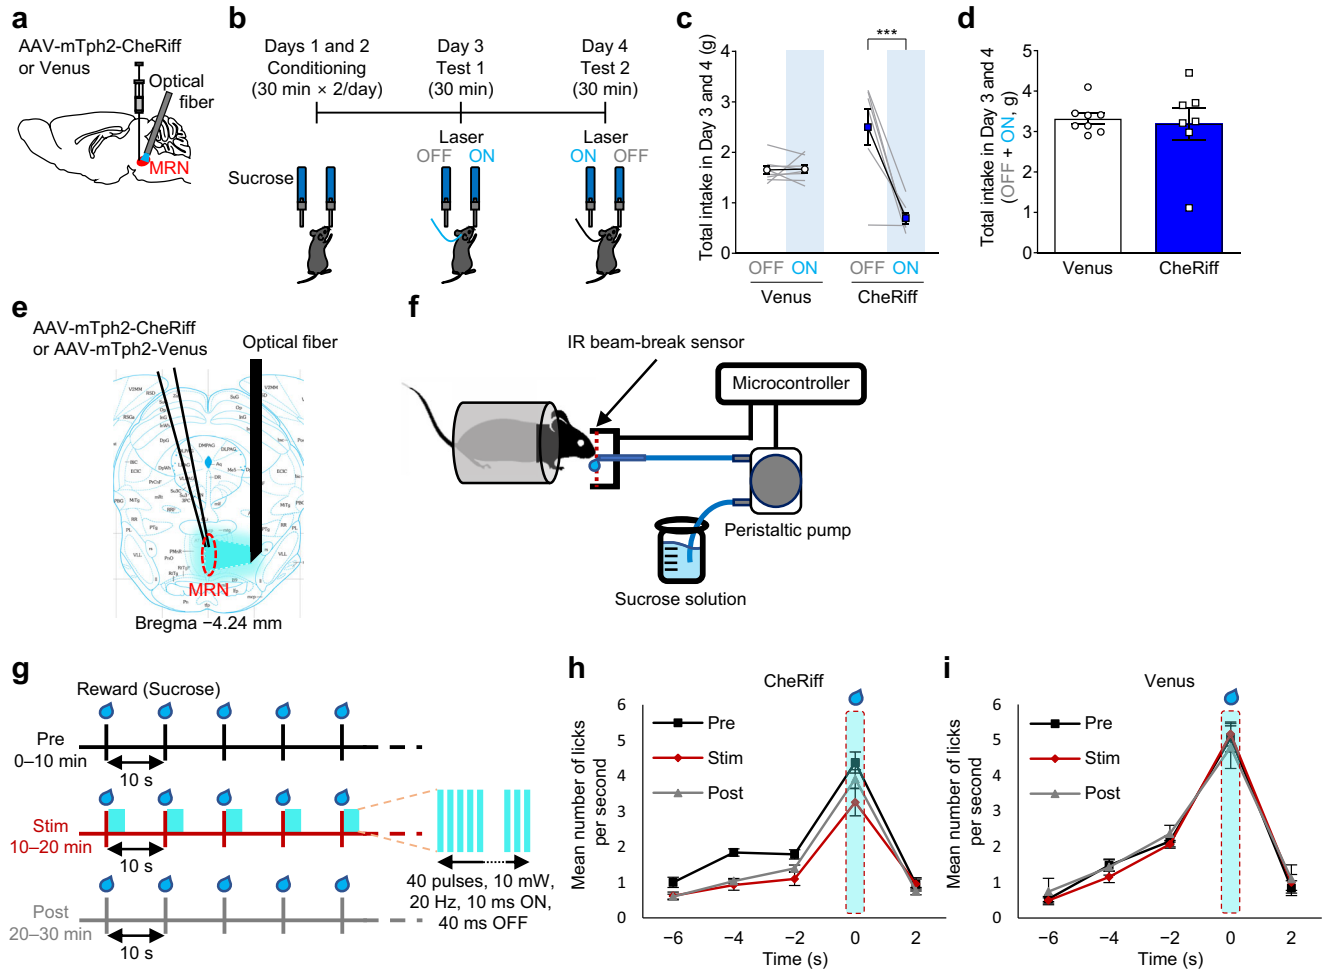 a
AAV-mTph2-CheRiff
or Venus
Optical
fiber
MRN
b
Days 1 and 2
Conditioning
(30 min × 2/day)
Day 3
Test 1
(30 min)
Day 4
Test 2
(30 min)
Laser
OFF ON
Laser
ON OFF
Sucrose
c
Total intake in Day 3 and 4 (g)
4
3
2
1
0
***
OFF ON
OFF ON
Venus
CheRiff
d
Total intake in Day 3 and 4
(OFF + ON, g)
5
4
3
2
1
0
Venus
CheRiff
e
AAV-mTph2-CheRiff
or AAV-mTph2-Venus
Optical fiber
MRN
Bregma −4.24 mm
f
IR beam-break sensor
Microcontroller
Peristaltic pump
Sucrose solution
g
Reward (Sucrose)
Pre
0–10 min
10 s
Stim
10–20 min
10 s
Post
20–30 min
10 s
40 pulses, 10 mW,
20 Hz, 10 ms ON,
40 ms OFF
h
CheRiff
Mean number of licks
per second
6
5
4
3
2
1
0
Pre
Stim
Post
−6 −4 −2 0 2
Time (s)
i
Venus
Mean number of licks
per second
6
5
4
3
2
1
0
Pre
Stim
Post
−6 −4 −2 0 2
Time (s)